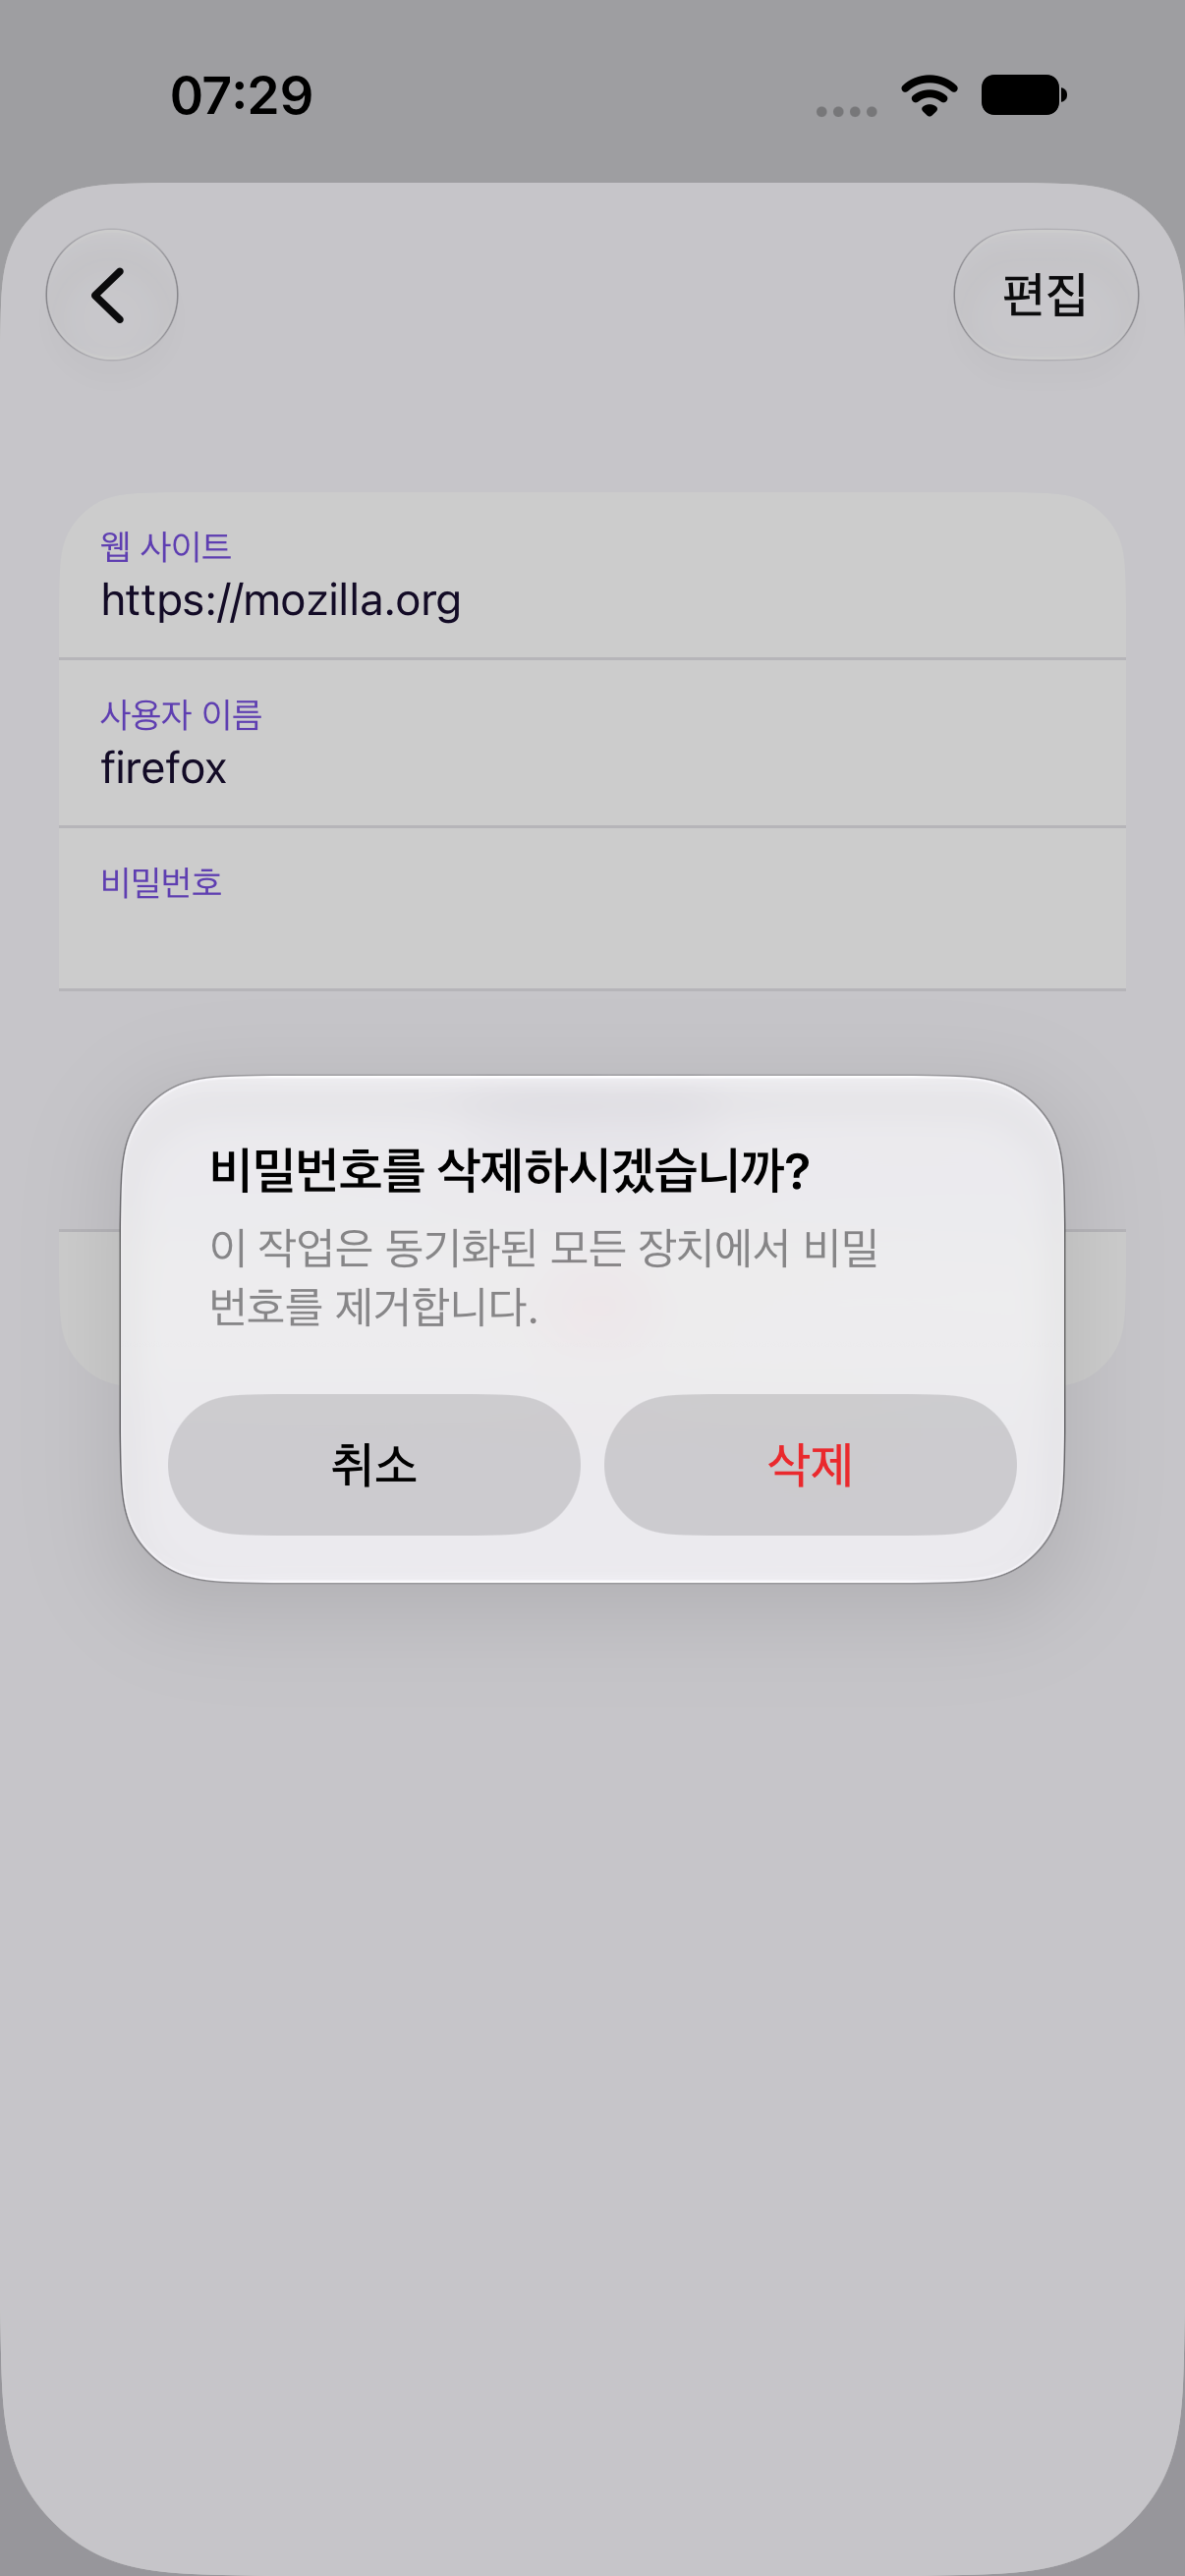 07:29
편집
웹 사이트
https://mozilla.org
사용자 이름
firefox
비밀번호
비밀번호를 삭제하시겠습니까?
이 작업은 동기화된 모든 장치에서 비밀
번호를 제거합니다.
취소
삭제